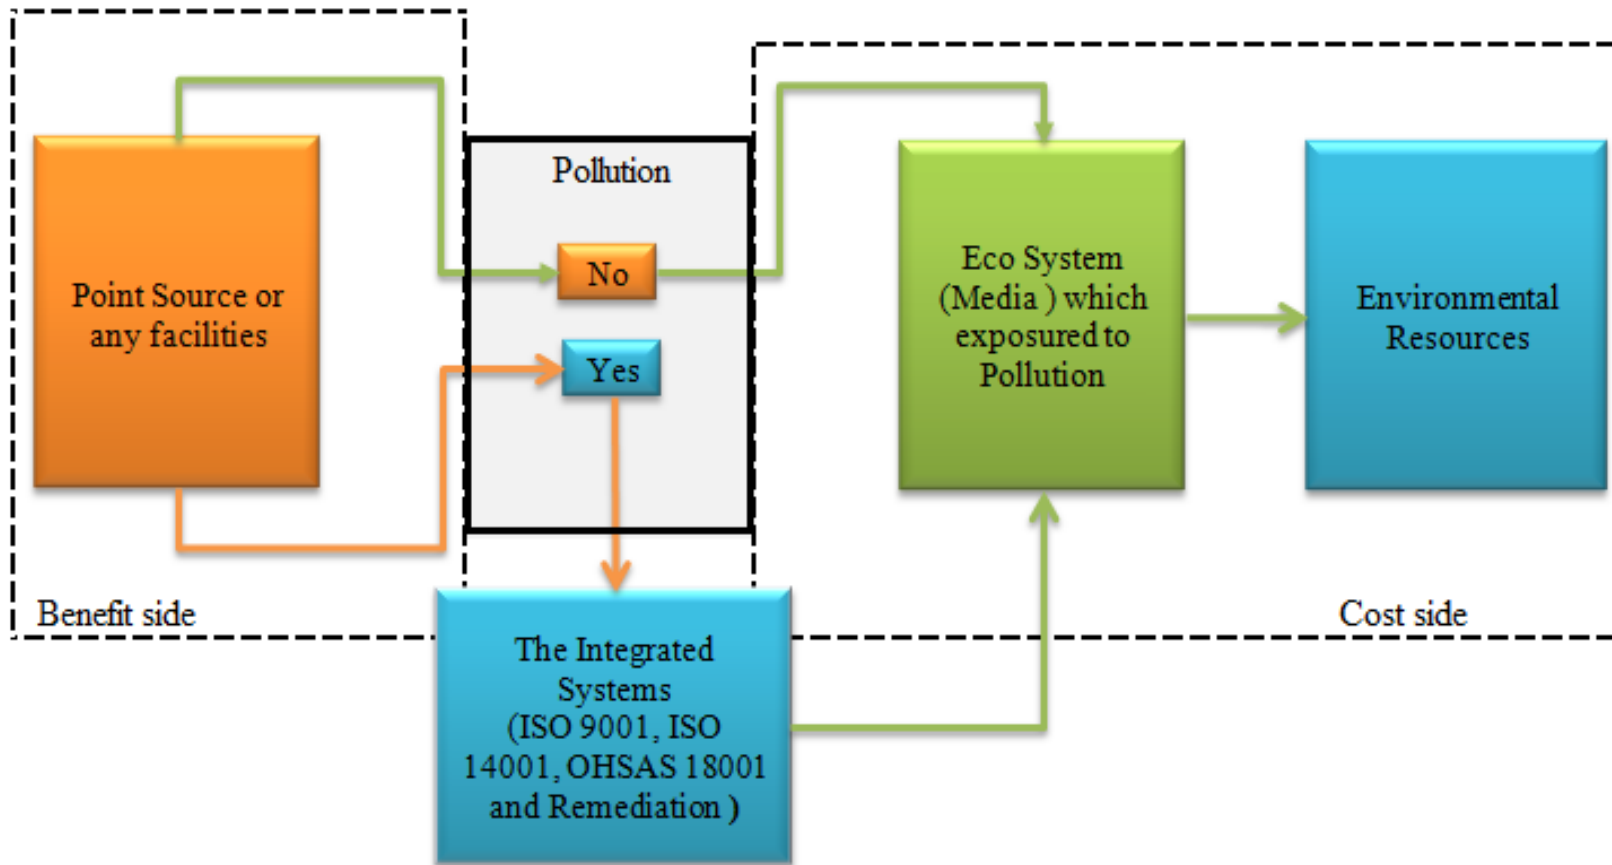 Pollution
No
Yes
Point Source or
any facilities
Eco System
(Media ) which
exposured to
Pollution
Environmental
Resources
Benefit side
Cost side
The Integrated
Systems
(ISO 9001, ISO
14001, OHSAS 18001
and Remediation )